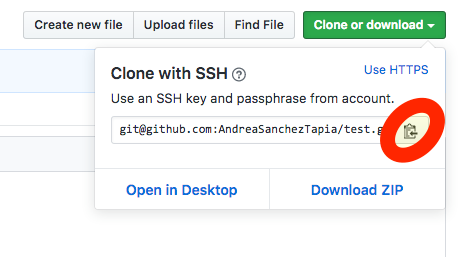 Create new file Upload files Find File Clone or download
Clone with SSH ?
Use HTTPS
Use an SSH key and passphrase from account.
git@github.com:AndreaSanchezTapia/test.g
Open in Desktop Download ZIP